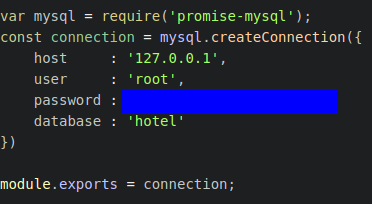 var mysql = require('promise-mysql');
const connection = mysql.createConnection({
host : '127.0.0.1',
user : 'root',
password :
database : 'hotel'
})
module.exports = connection;